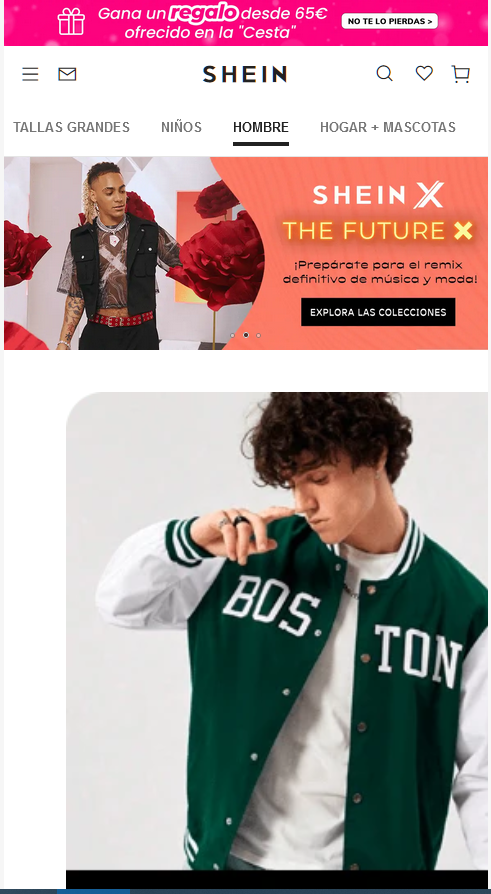 Gana un regalo desde 65€
ofrecido en la "Cesta"
NO TE LO PIERDAS >
SHEIN
TALLAS GRANDES NIÑOS HOMBRE HOGAR + MASCOTAS
SHEIN X
THE FUTURE X
¡Prepárate para el remix
definitivo de música y moda!
EXPLORA LAS COLECCIONES
BOS.
TON